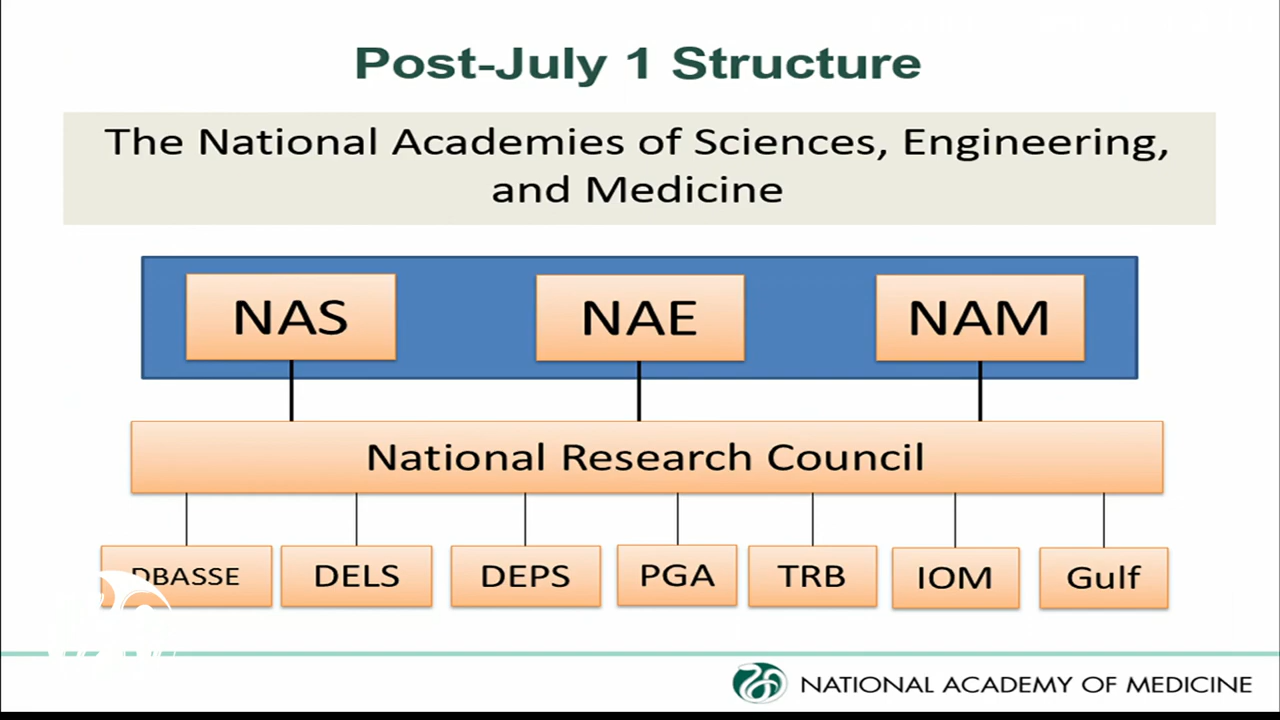 Post-July 1 Structure
The National Academies of Sciences, Engineering,
and Medicine
NAS
NAE
NAM
National Research Council
DBASSE
DELS
DEPS
PGA
TRB
IOM
Gulf
NATIONAL ACADEMY OF MEDICINE